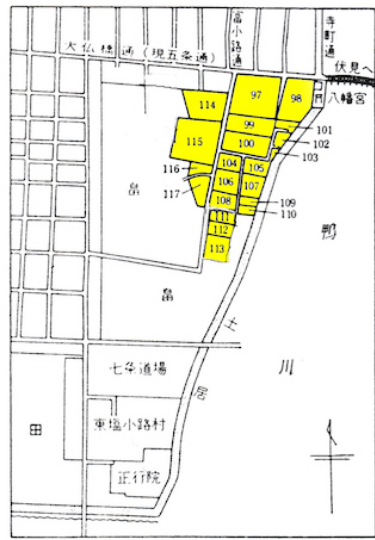 富小路通
寺町通
大仏橋通(現五条通)
伏見へ
97
98
八幡宮
114
99
101
102
100
103
115
104
105
116
106
107
117
108
109
110
111
112
113
畠
畠
鴨
川
土
居
七条道場
東塩小路村
田
正行院